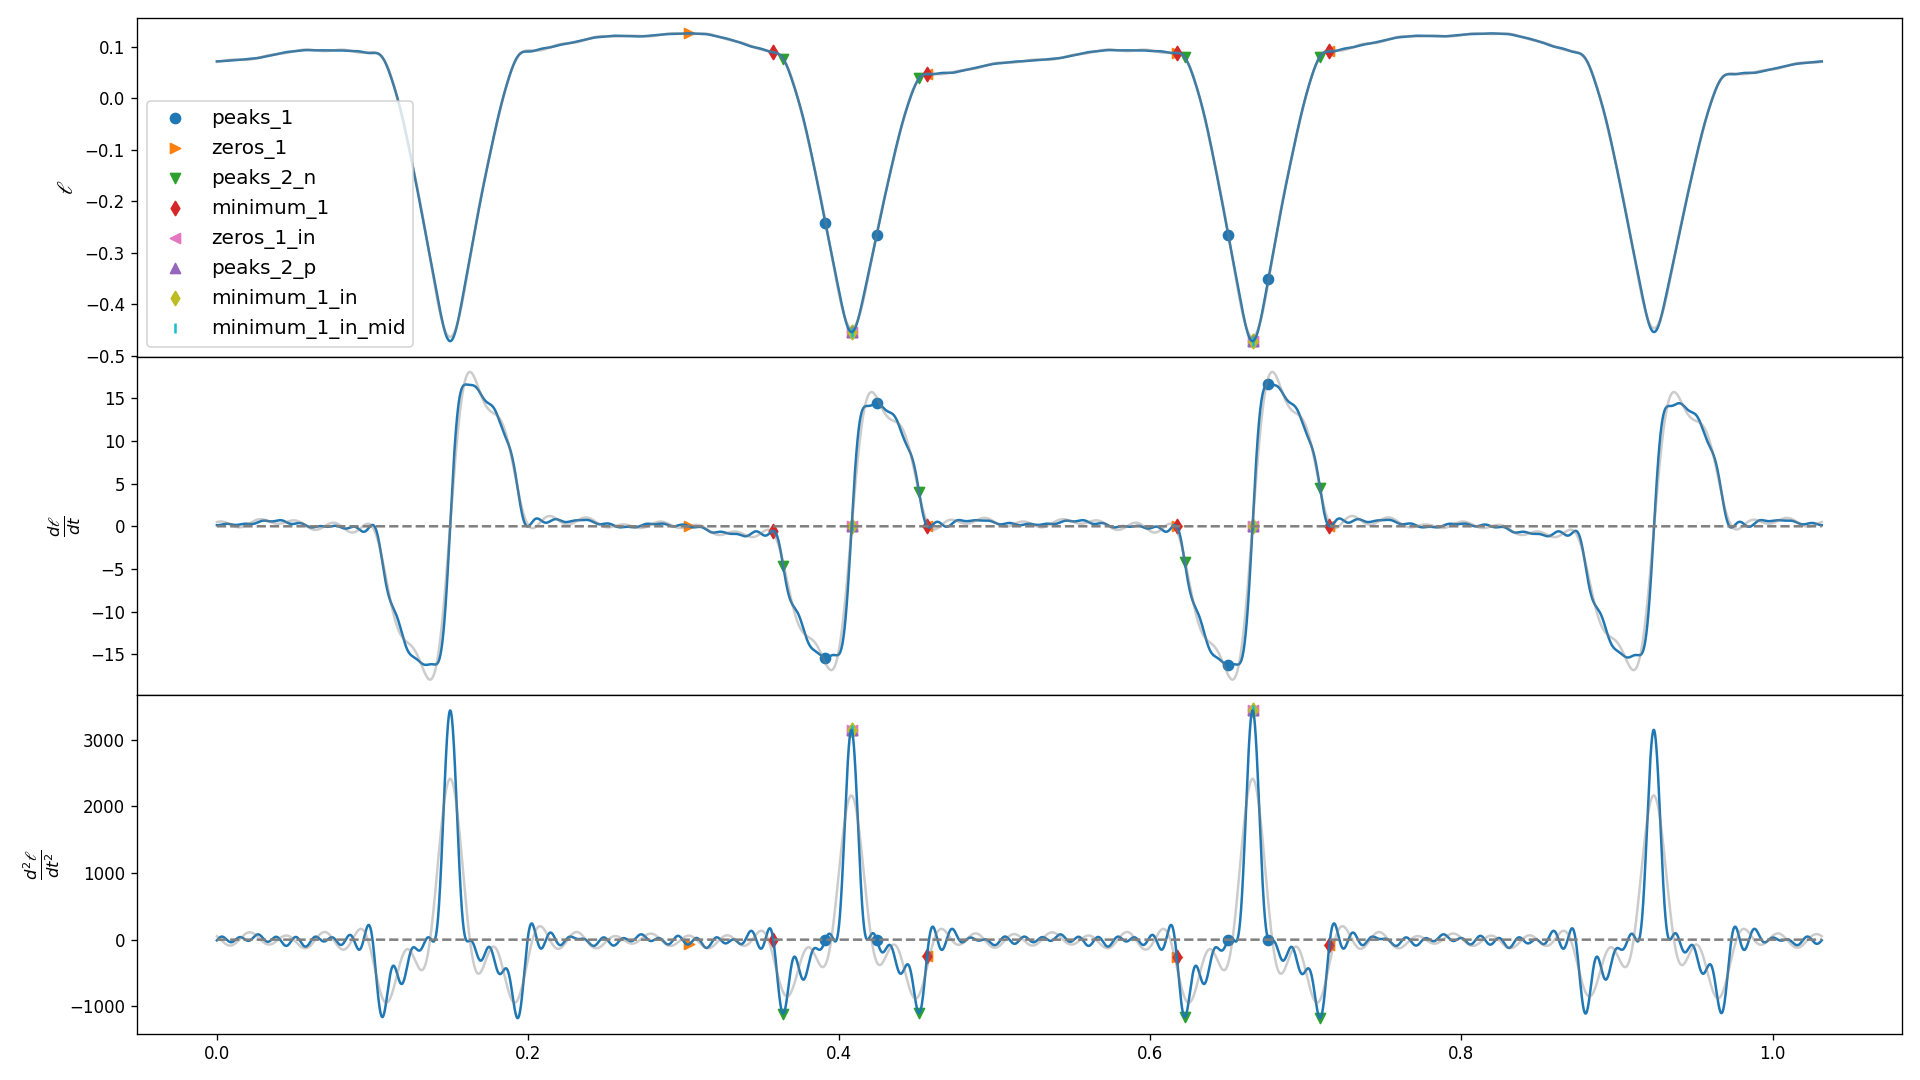 0.1
0.0
−0.1
−0.2
−0.3
−0.4
−0.5
ℓ
peaks_1
zeros_1
peaks_2_n
minimum_1
zeros_1_in
peaks_2_p
minimum_1_in
minimum_1_in_mid
15
10
5
0
−5
−10
−15
dℓ
dt
3000
2000
1000
0
−1000
d²ℓ
dt²
0.0 0.2 0.4 0.6 0.8 1.0